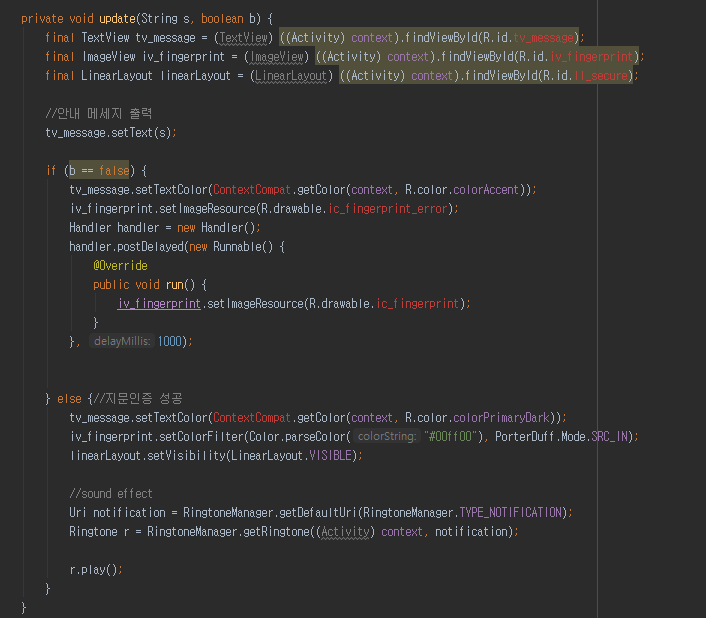 private void update(String s, boolean b) {
final TextView tv_message = (TextView) ((Activity) context).findViewById(R.id.tv_message);
final ImageView iv_fingerprint = (ImageView) ((Activity) context).findViewById(R.id.iv_fingerprint);
final LinearLayout linearLayout = (LinearLayout) ((Activity) context).findViewById(R.id.ll_secure);
//안내 메세지 출력
tv_message.setText(s);
if (b == false) {
tv_message.setTextColor(ContextCompat.getColor(context, R.color.colorAccent));
iv_fingerprint.setImageResource(R.drawable.ic_fingerprint_error);
Handler handler = new Handler();
handler.postDelayed(new Runnable() {
@Override
public void run() {
iv_fingerprint.setImageResource(R.drawable.ic_fingerprint);
}
}, delayMillis: 1000);
} else {//지문인증 성공
tv_message.setTextColor(ContextCompat.getColor(context, R.color.colorPrimaryDark));
iv_fingerprint.setColorFilter(Color.parseColor( colorString: "#00ff00"), PorterDuff.Mode.SRC_IN);
linearLayout.setVisibility(LinearLayout.VISIBLE);
//sound effect
Uri notification = RingtoneManager.getDefaultUri(RingtoneManager.TYPE_NOTIFICATION);
Ringtone r = RingtoneManager.getRingtone((Activity) context, notification);
r.play();
}
}